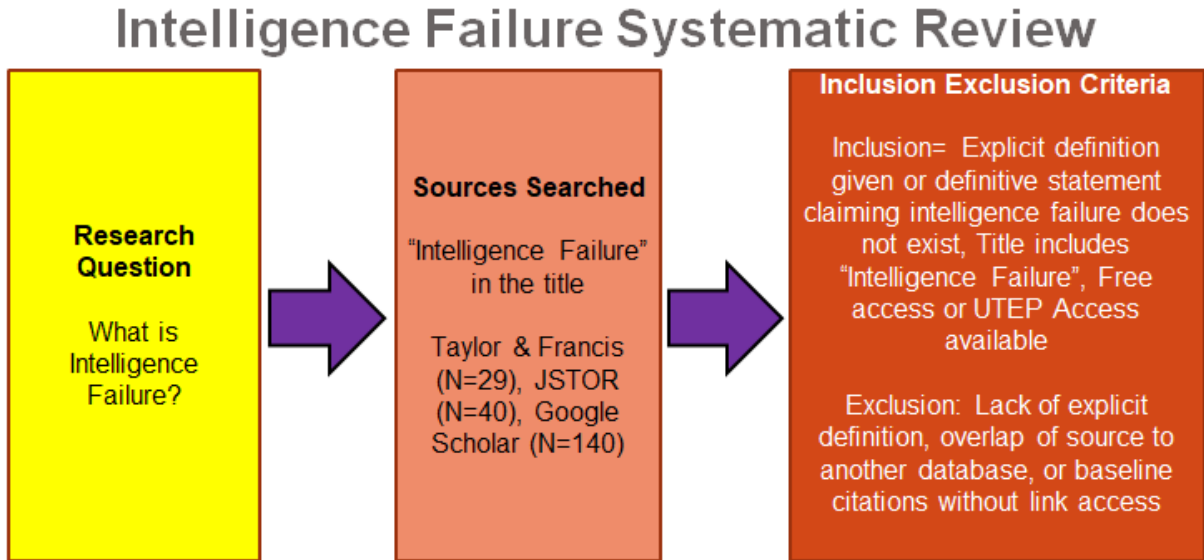 Intelligence Failure Systematic Review
Research
Question
What is
Intelligence
Failure?
Sources Searched
“Intelligence Failure”
in the title
Taylor & Francis
(N=29), JSTOR
(N=40), Google
Scholar (N=140)
Inclusion Exclusion Criteria
Inclusion= Explicit definition
given or definitive statement
claiming intelligence failure does
not exist, Title includes
“Intelligence Failure”, Free
access or UTEP Access
available
Exclusion: Lack of explicit
definition, overlap of source to
another database, or baseline
citations without link access